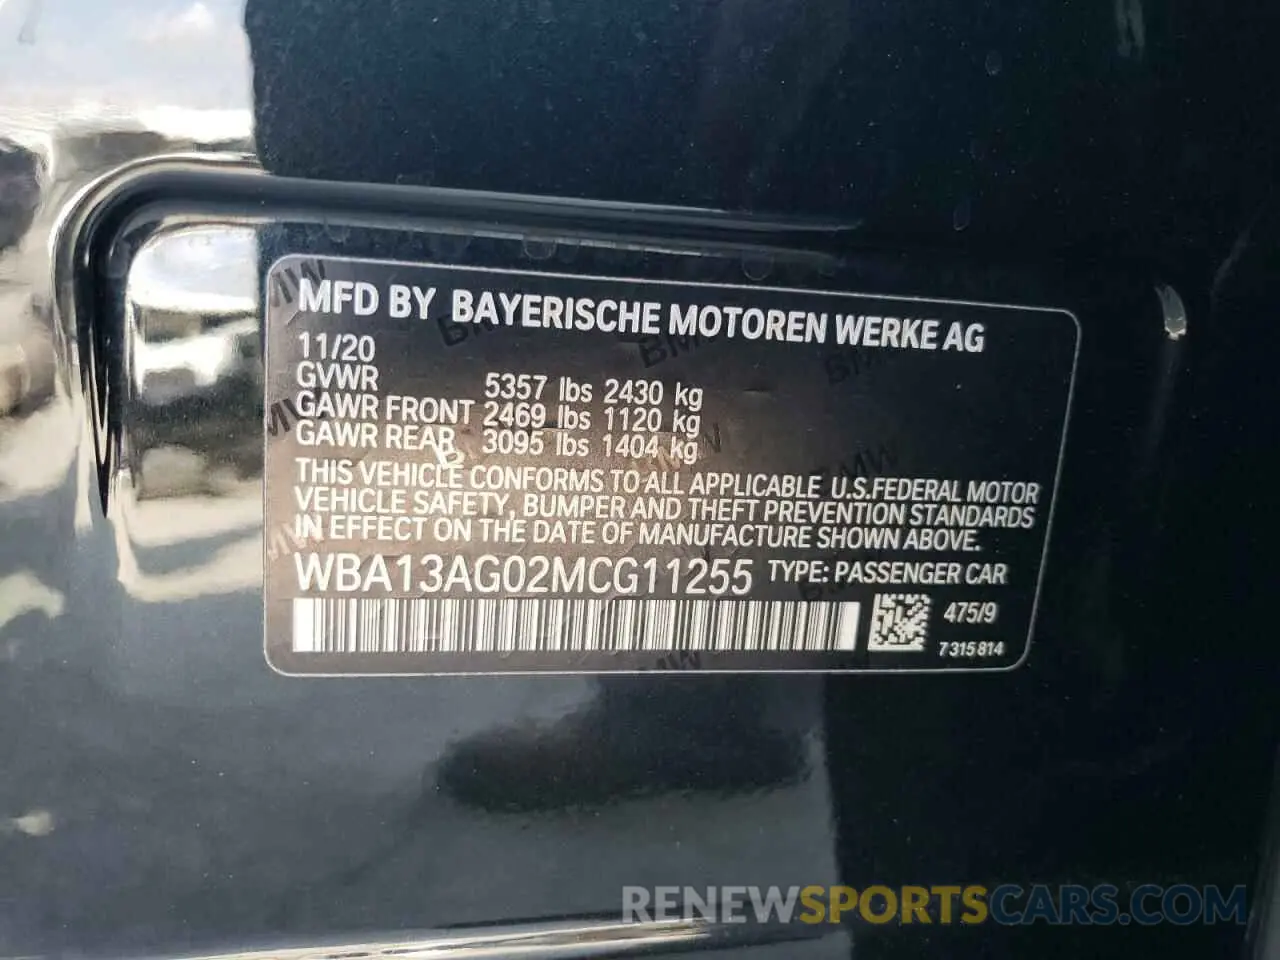 MFD BY BAYERISCHE MOTOREN WERKE AG
11/20
GVWR 5357 lbs 2430 kg
GAWR FRONT 2469 lbs 1120 kg
GAWR REAR 3095 lbs 1404 kg
THIS VEHICLE CONFORMS TO ALL APPLICABLE U.S.FEDERAL MOTOR
VEHICLE SAFETY, BUMPER AND THEFT PREVENTION STANDARDS
IN EFFECT ON THE DATE OF MANUFACTURE SHOWN ABOVE.
WBA13AG02MCG11255 TYPE: PASSENGER CAR
475/9
7315814
RENEWSPORTSCARS.COM